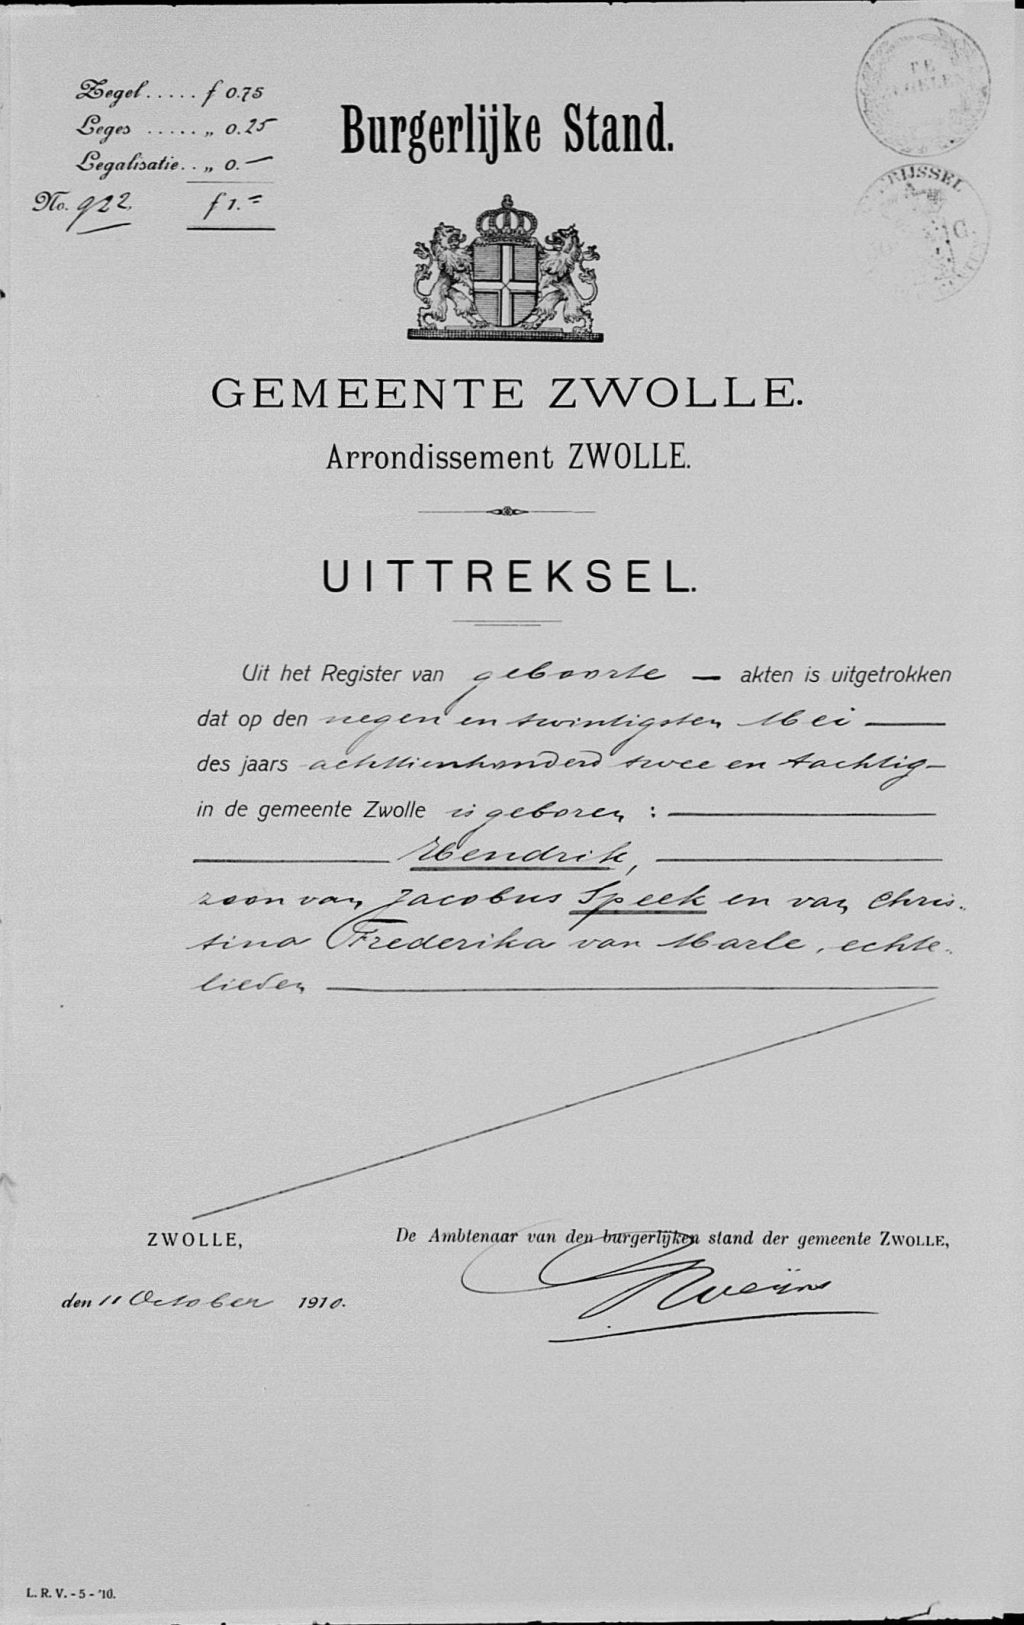 Zegel ..... f 0.75
Leges ..... „ 0.25
Legalisatie .. „ 0.—
No. 922. f 1.=
Burgerlijke Stand.
RIJSSEL
GEMEENTE ZWOLLE.
Arrondissement ZWOLLE.
UITTREKSEL.
Uit het Register van geboorte — akten is uitgetrokken
dat op den negen en twintigsten Mei —
des jaars achttienhonderd twee en tachtig —
in de gemeente Zwolle is geboren : —
— Hendrik, —
zoon van Jacobus Speek en van Chris-
tina Frederika van Marle, echte-
lieden —
ZWOLLE,
De Ambtenaar van den burgerlijken stand der gemeente ZWOLLE,
den 11 October 1910.
L. R. V. - 5 - '10.